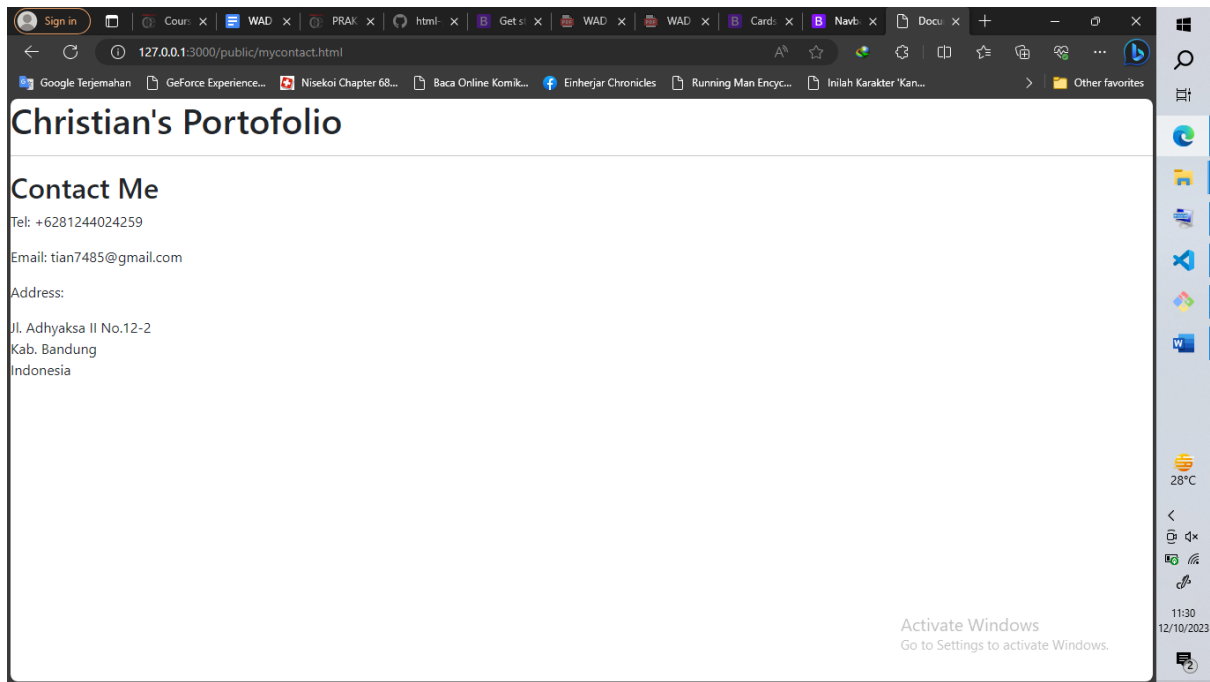 Sign in
Cours
WAD
PRAK
html-
Get st
WAD
WAD
Cards
Navb
Docu
127.0.0.1:3000/public/mycontact.html
Google Terjemahan
GeForce Experience...
Nisekoi Chapter 68...
Baca Online Komik...
Einherjar Chronicles
Running Man Encyc...
Inilah Karakter 'Kan...
Other favorites
Christian's Portofolio
Contact Me
Tel: +6281244024259
Email: tian7485@gmail.com
Address:
Jl. Adhyaksa II No.12-2
Kab. Bandung
Indonesia
Activate Windows
Go to Settings to activate Windows.
28°C
11:30
12/10/2023
2